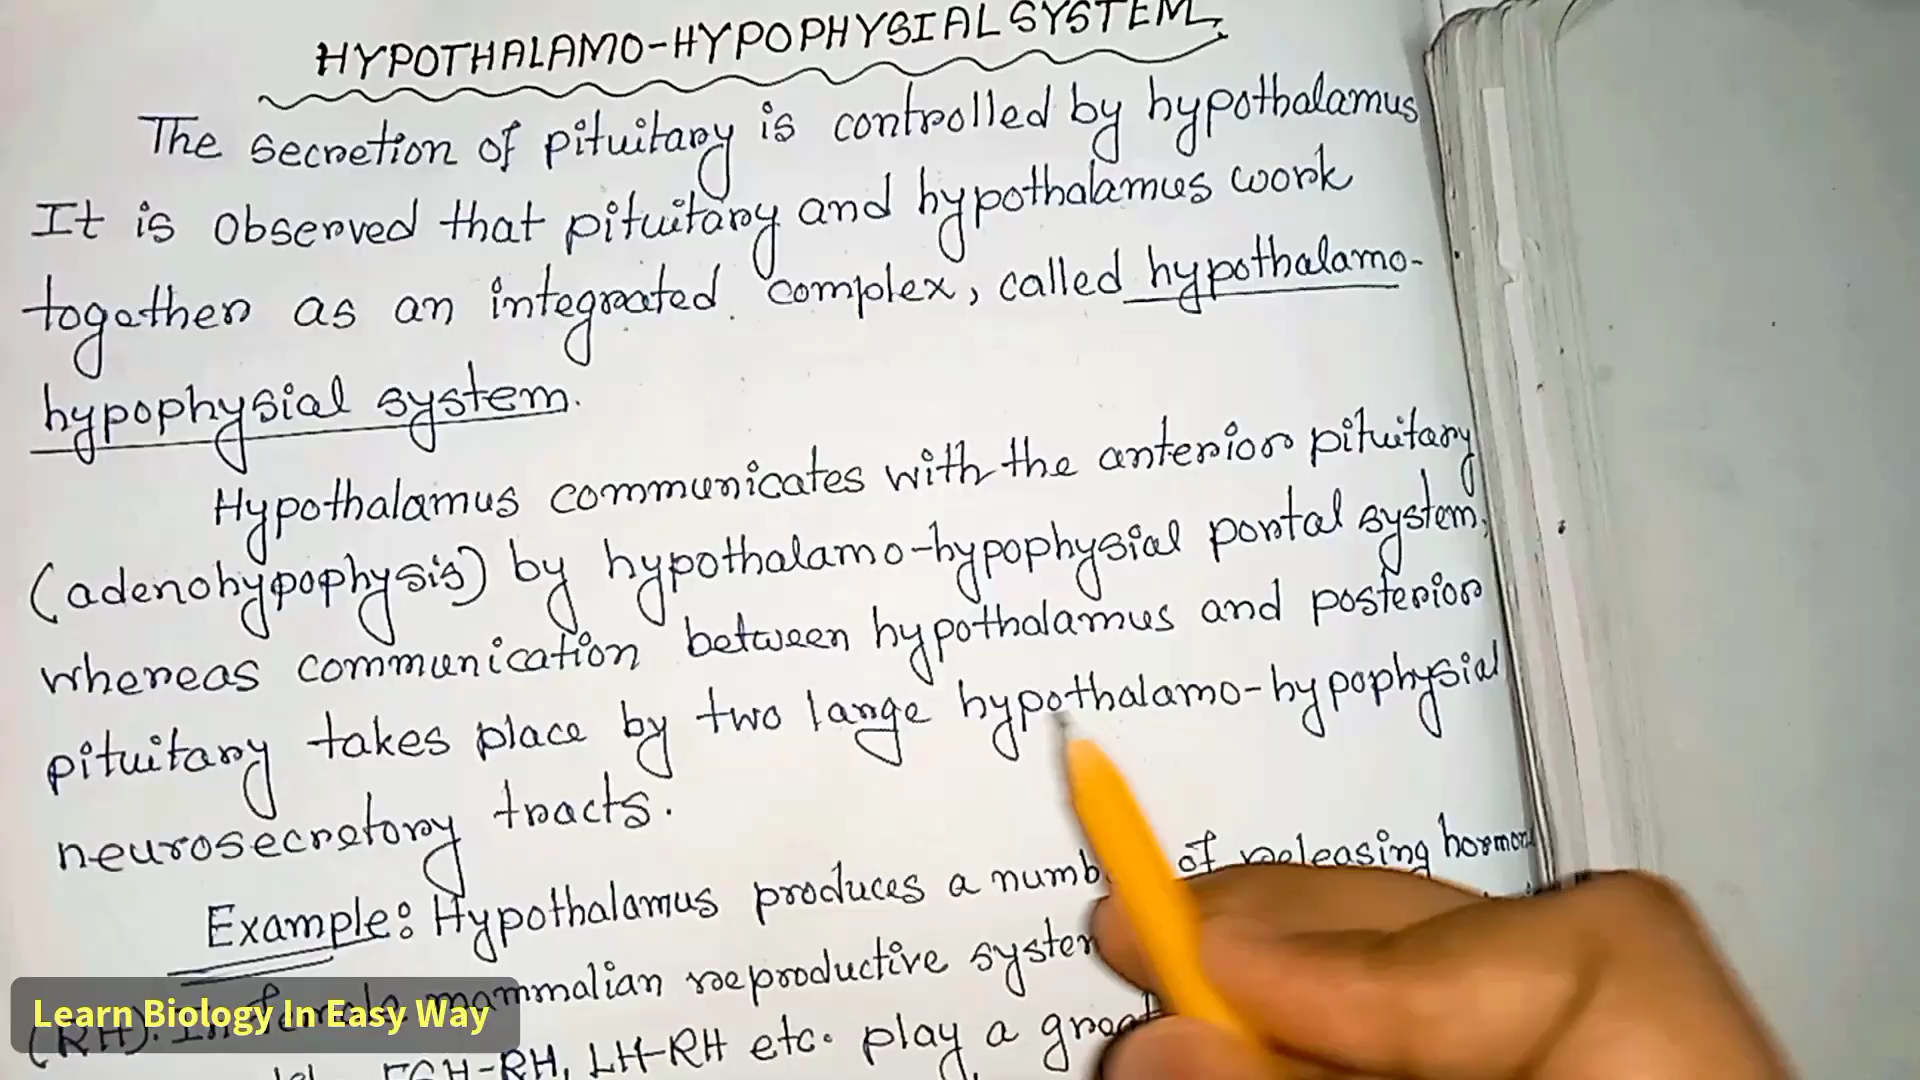 HYPOTHALAMO-HYPOPHYSIAL SYSTEM
The secretion of pituitary is controlled by hypothalamus
It is observed that pituitary and hypothalamus work
together as an integrated complex, called hypothalamo-
hypophysial system.
Hypothalamus communicates with the anterior pituitary
(adenohypophysis) by hypothalamo-hypophysial portal system,
whereas communication between hypothalamus and posterior
pituitary takes place by two large hypothalamo-hypophysial
neurosecretory tracts.
Example: Hypothalamus produces a of releasing
(RH). In female mammalian reproductive
FSH-RH, LH-RH etc. play a great
Learn Biology In Easy Way